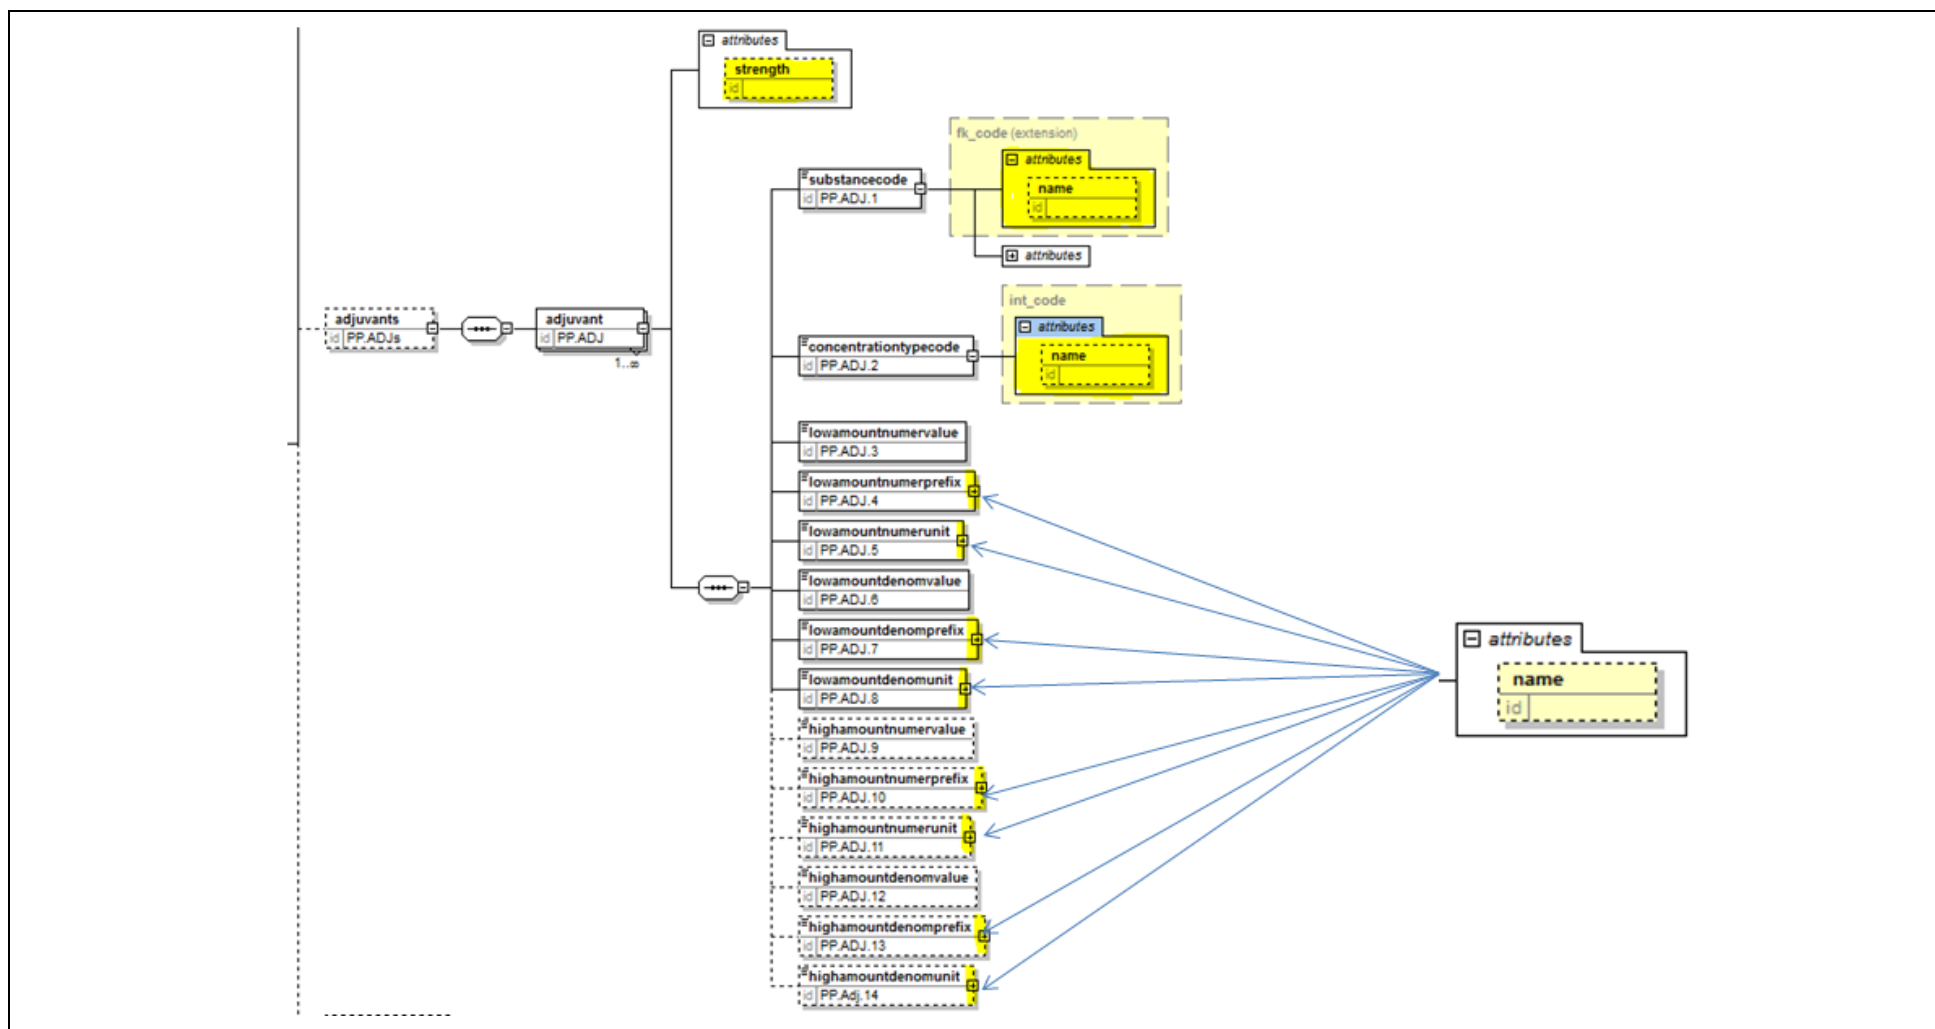 attributes
strength
id
fk_code (extension)
attributes
name
id
substancecode
id PP.ADJ.1
attributes
int_code
attributes
name
id
adjuvants
id PP.ADJs
adjuvant
id PP.ADJ
1..∞
concentrationtypecode
id PP.ADJ.2
lowamountnumervalue
id PP.ADJ.3
lowamountnumerprefix
id PP.ADJ.4
lowamountnumerunit
id PP.ADJ.5
lowamountdenomvalue
id PP.ADJ.6
lowamountdenomprefix
id PP.ADJ.7
lowamountdenomunit
id PP.ADJ.8
highamountnumervalue
id PP.ADJ.9
highamountnumerprefix
id PP.ADJ.10
highamountnumerunit
id PP.ADJ.11
highamountdenomvalue
id PP.ADJ.12
highamountdenomprefix
id PP.ADJ.13
highamountdenomunit
id PP.Adj.14
attributes
name
id